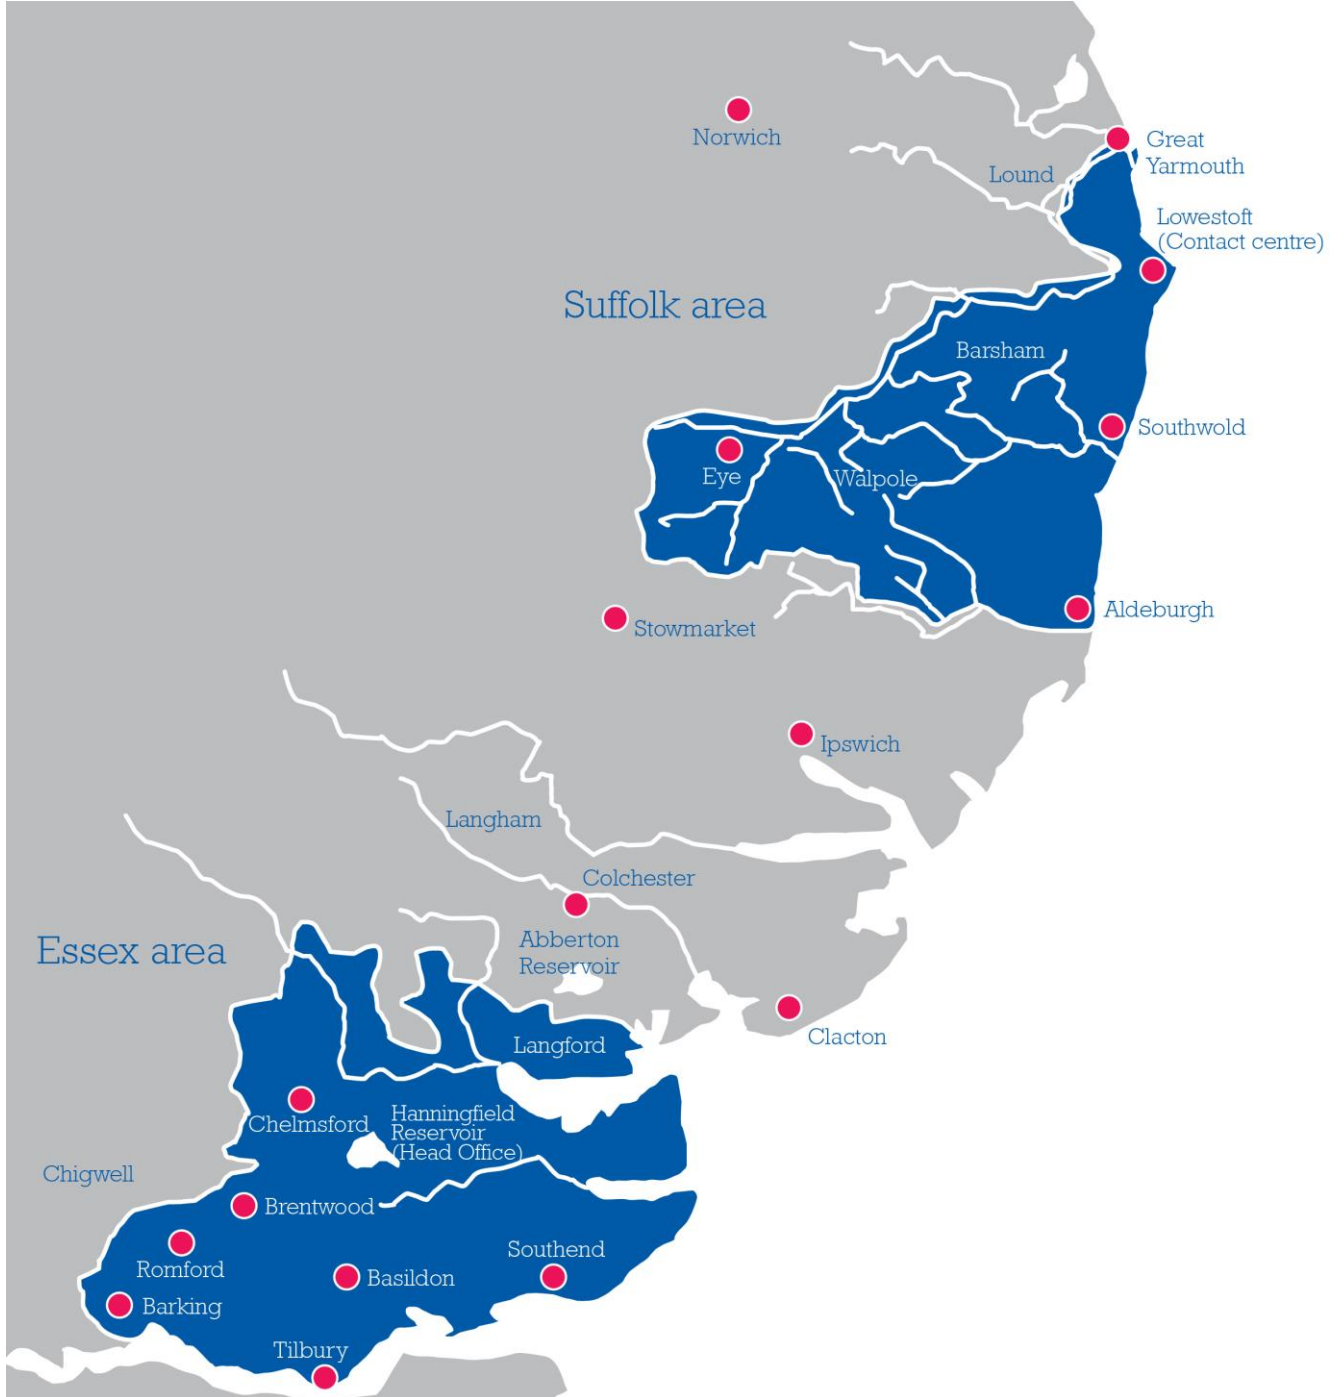 Norwich
Great
Yarmouth
Lound
Lowestoft
(Contact centre)
Suffolk area
Barsham
Southwold
Eye
Walpole
Aldeburgh
Stowmarket
Ipswich
Langham
Colchester
Essex area
Abberton
Reservoir
Clacton
Langford
Chelmsford
Hanningfield
Reservoir
(Head Office)
Chigwell
Brentwood
Romford
Southend
Basildon
Barking
Tilbury